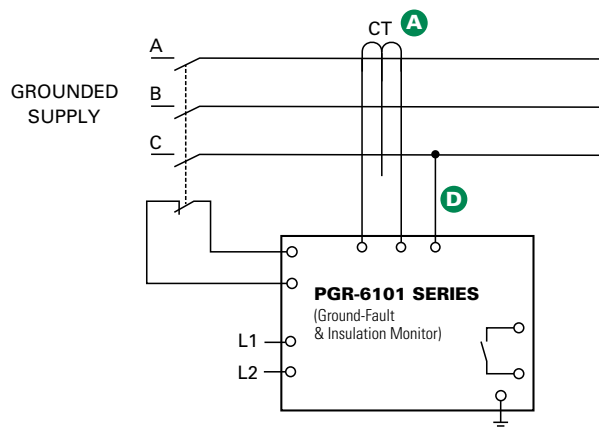 CT A
A
GROUNDED
SUPPLY
B
C
D
PGR-6101 SERIES
(Ground-Fault
& Insulation Monitor)
L1
L2